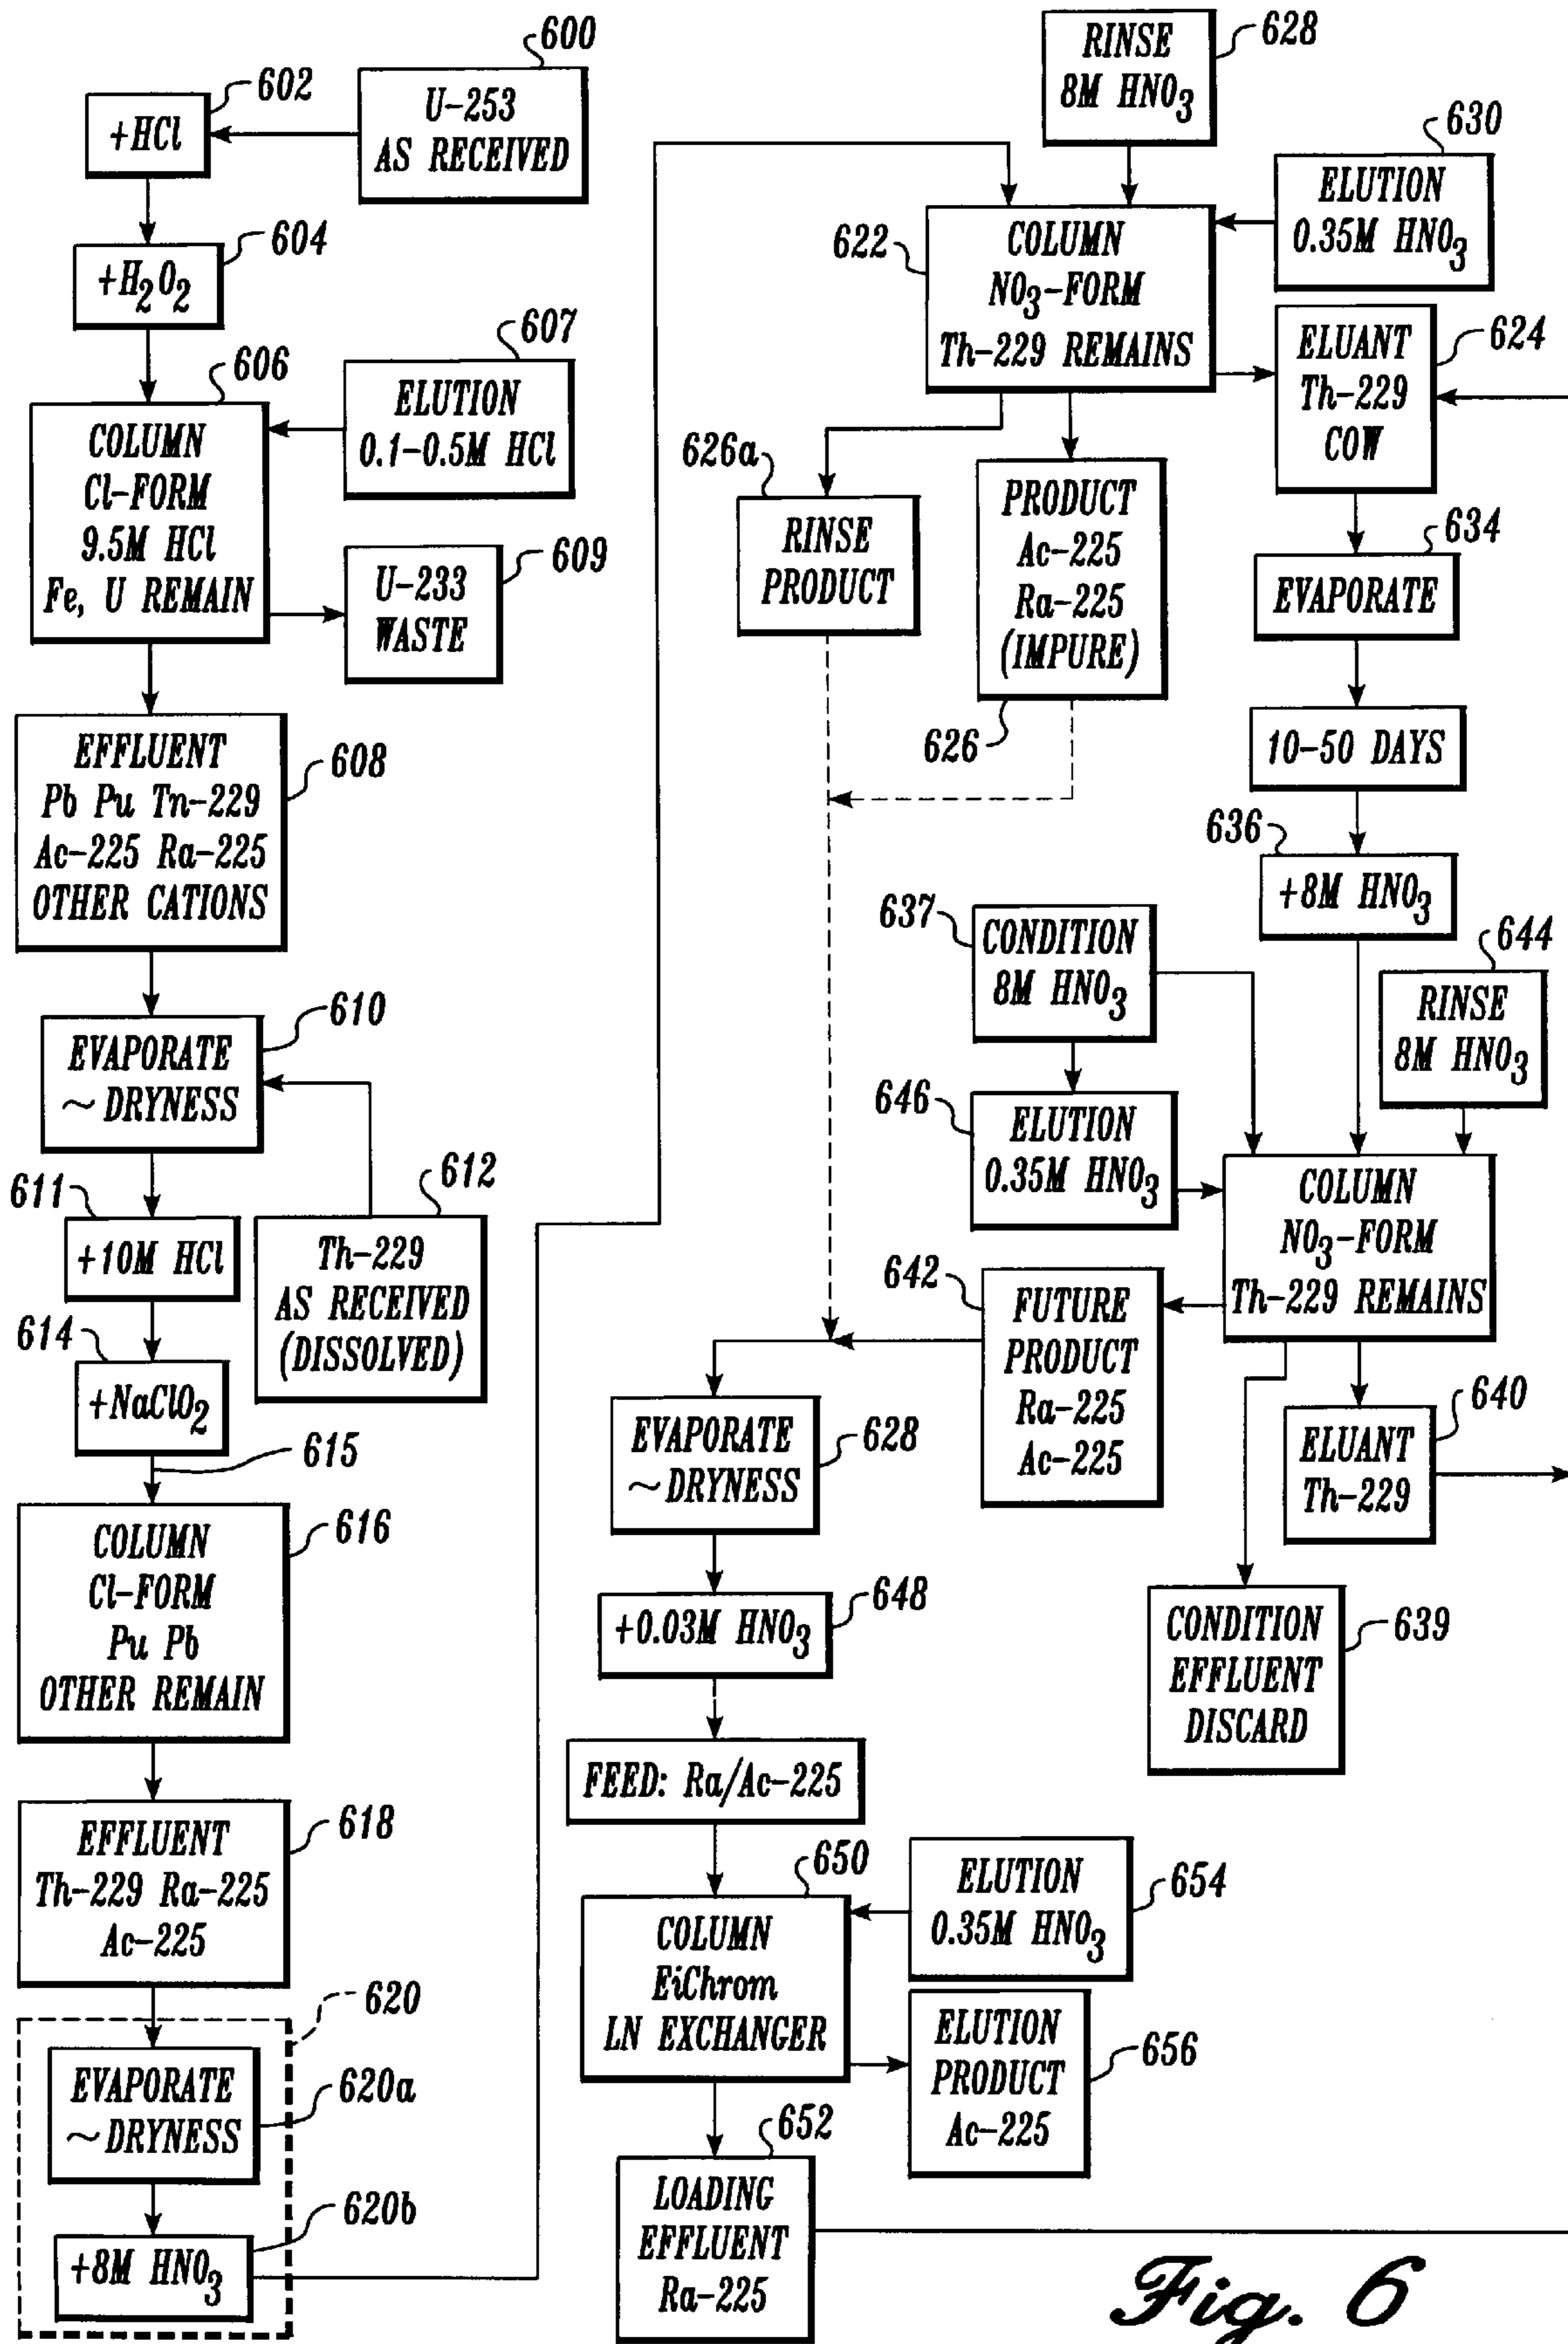 600
602
U-253
AS RECEIVED
+HCl
604
+H2O2
607
606
ELUTION
0.1-0.5M HCl
COLUMN
Cl-FORM
9.5M HCl
Fe, U REMAIN
609
U-233
WASTE
608
EFFLUENT
Pb Pu Tn-229
Ac-225 Ra-225
OTHER CATIONS
610
EVAPORATE
~DRYNESS
611
+10M HCl
612
Th-229
AS RECEIVED
(DISSOLVED)
614
+NaClO2
615
616
COLUMN
Cl-FORM
Pu Pb
OTHER REMAIN
618
EFFLUENT
Th-229 Ra-225
Ac-225
620
EVAPORATE
~DRYNESS
620a
620b
+8M HNO3
RINSE
8M HNO3
628
630
ELUTION
0.35M HNO3
622
COLUMN
NO3-FORM
Th-229 REMAINS
ELUANT
Th-229
COW
624
626a
RINSE
PRODUCT
PRODUCT
Ac-225
Ra-225
(IMPURE)
626
634
EVAPORATE
10-50 DAYS
636
+8M HNO3
637
CONDITION
8M HNO3
644
RINSE
8M HNO3
646
ELUTION
0.35M HNO3
COLUMN
NO3-FORM
Th-229 REMAINS
642
FUTURE
PRODUCT
Ra-225
Ac-225
640
ELUANT
Th-229
EVAPORATE
~DRYNESS
628
CONDITION
EFFLUENT
DISCARD
639
+0.03M HNO3
648
FEED: Ra/Ac-225
650
COLUMN
EiChrom
LN EXCHANGER
ELUTION
0.35M HNO3
654
ELUTION
PRODUCT
Ac-225
656
652
LOADING
EFFLUENT
Ra-225
Fig. 6